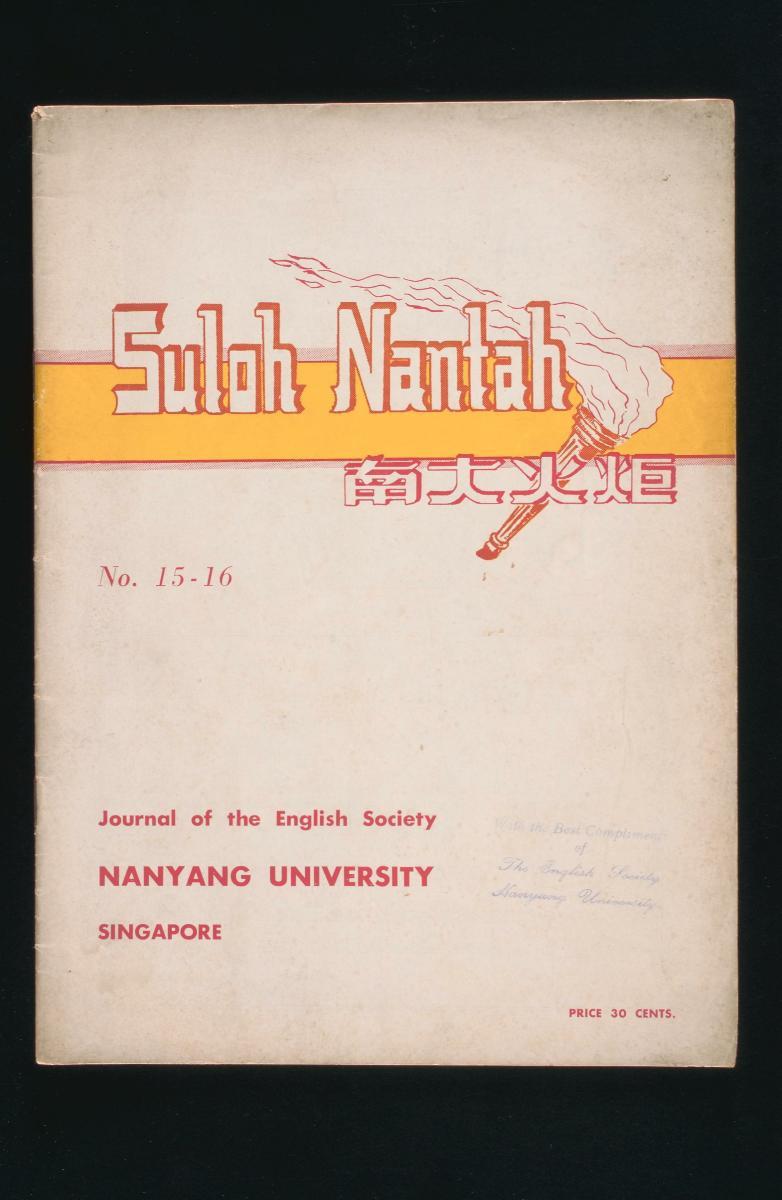 Suloh Nantah
南大火炬
No. 15-16
Journal of the English Society
NANYANG UNIVERSITY
SINGAPORE
With the Best Compliments
of
The English Society
Nanyang University
PRICE 30 CENTS.